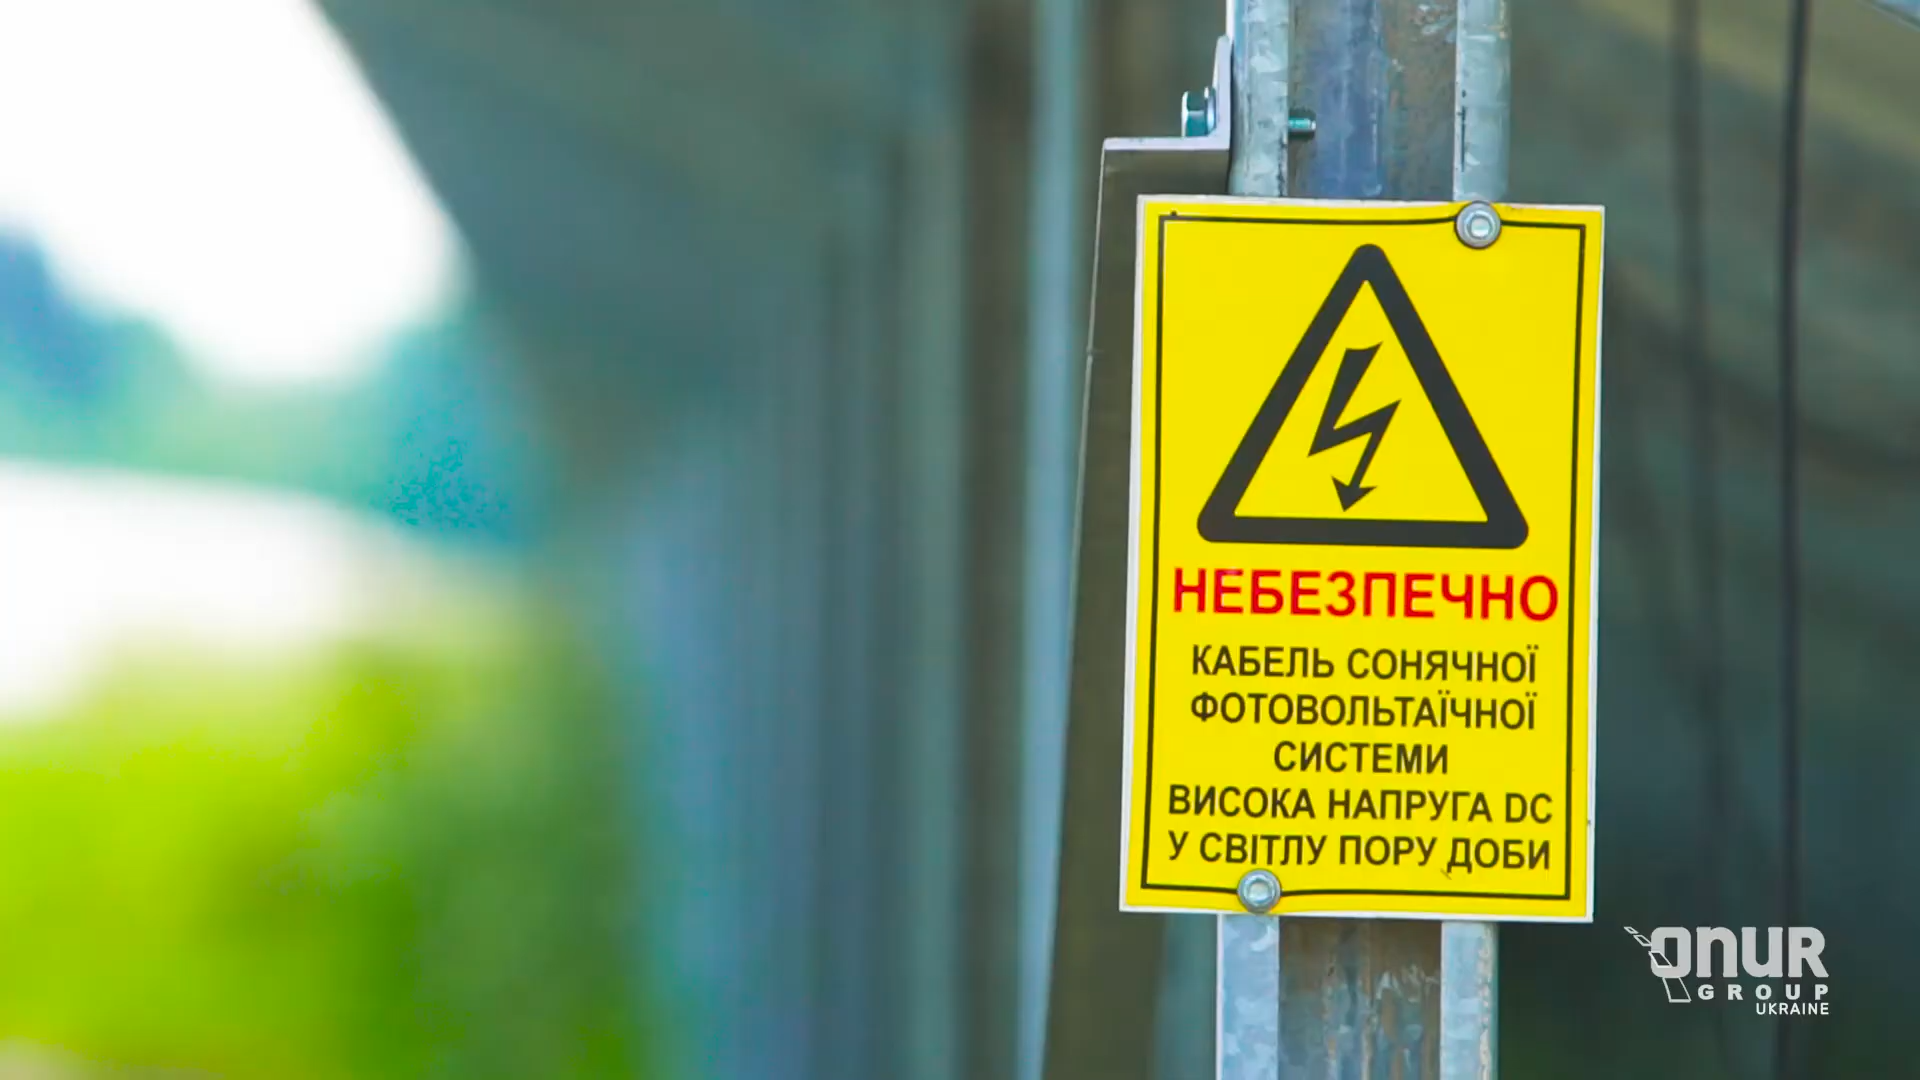 НЕБЕЗПЕЧНО
КАБЕЛЬ СОНЯЧНОЇ
ФОТОВОЛЬТАЇЧНОЇ
СИСТЕМИ
ВИСОКА НАПРУГА DC
У СВІТЛУ ПОРУ ДОБИ
ONUR
GROUP
UKRAINE